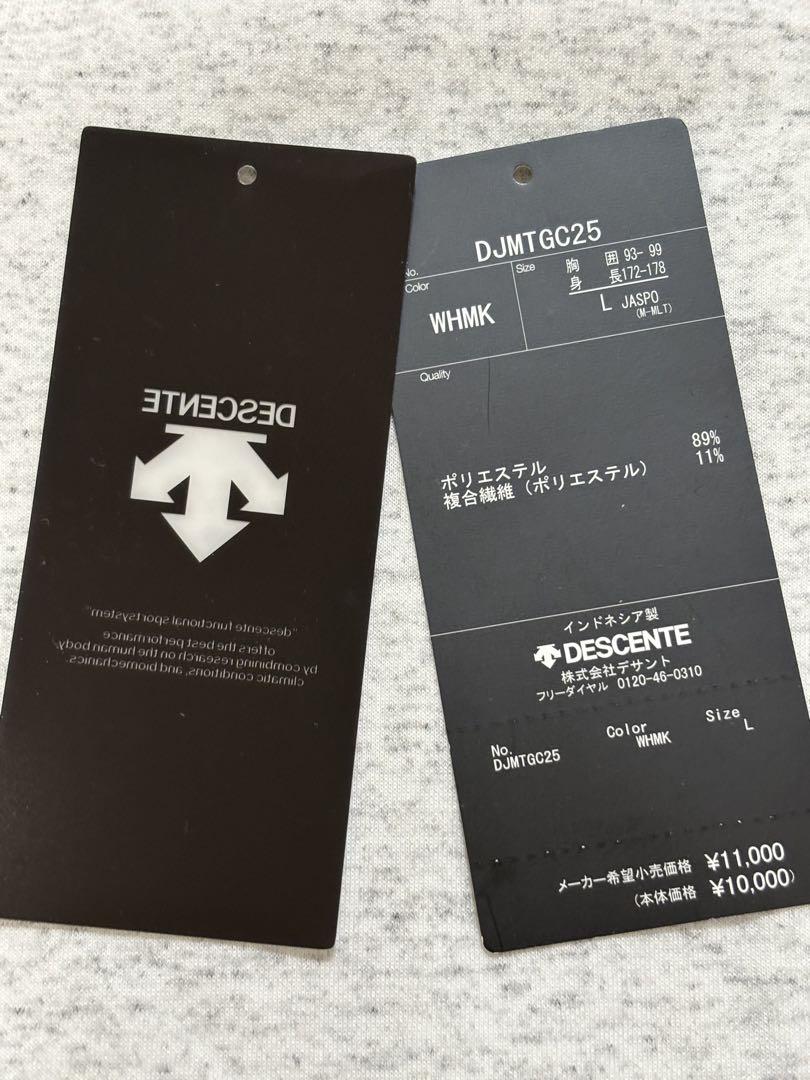 DESCENTE
"descente functional sportsystem"
offers the best performance
by combining research on the human body,
climatic conditions, and biomechanics.
No. DJMTGC25
Color
WHMK
Size
胸囲 93-99
身長172-178
L JASPO
(M-MLT)
Quality
ポリエステル 89%
複合繊維（ポリエステル） 11%
インドネシア製
DESCENTE
株式会社デサント
フリーダイヤル 0120-46-0310
No. Color Size
DJMTGC25 WHMK L
メーカー希望小売価格 ¥11,000
(本体価格 ¥10,000)